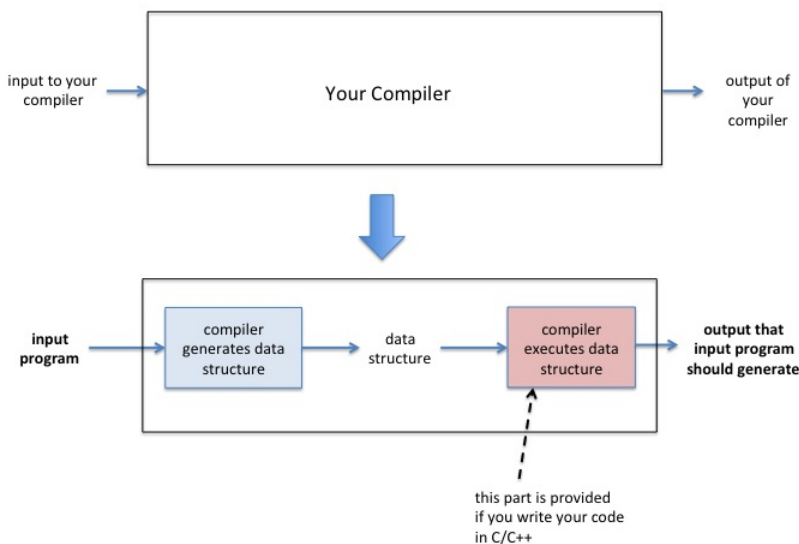 input to your
compiler
Your Compiler
output of
your
compiler
input
program
compiler
generates data
structure
data
structure
compiler
executes data
structure
output that
input program
should generate
this part is provided
if you write your code
in C/C++